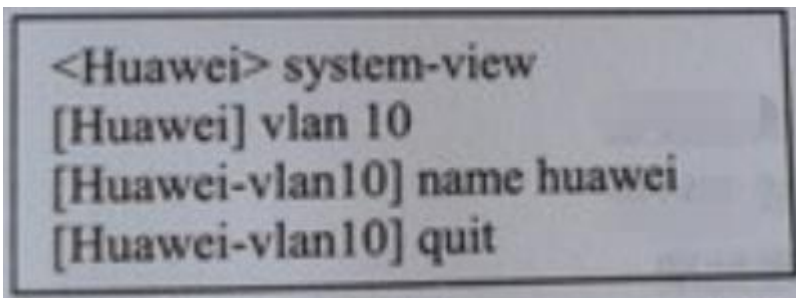 <Huawei> system-view
[Huawei] vlan 10
[Huawei-vlan10] name huawei
[Huawei-vlan10] quit